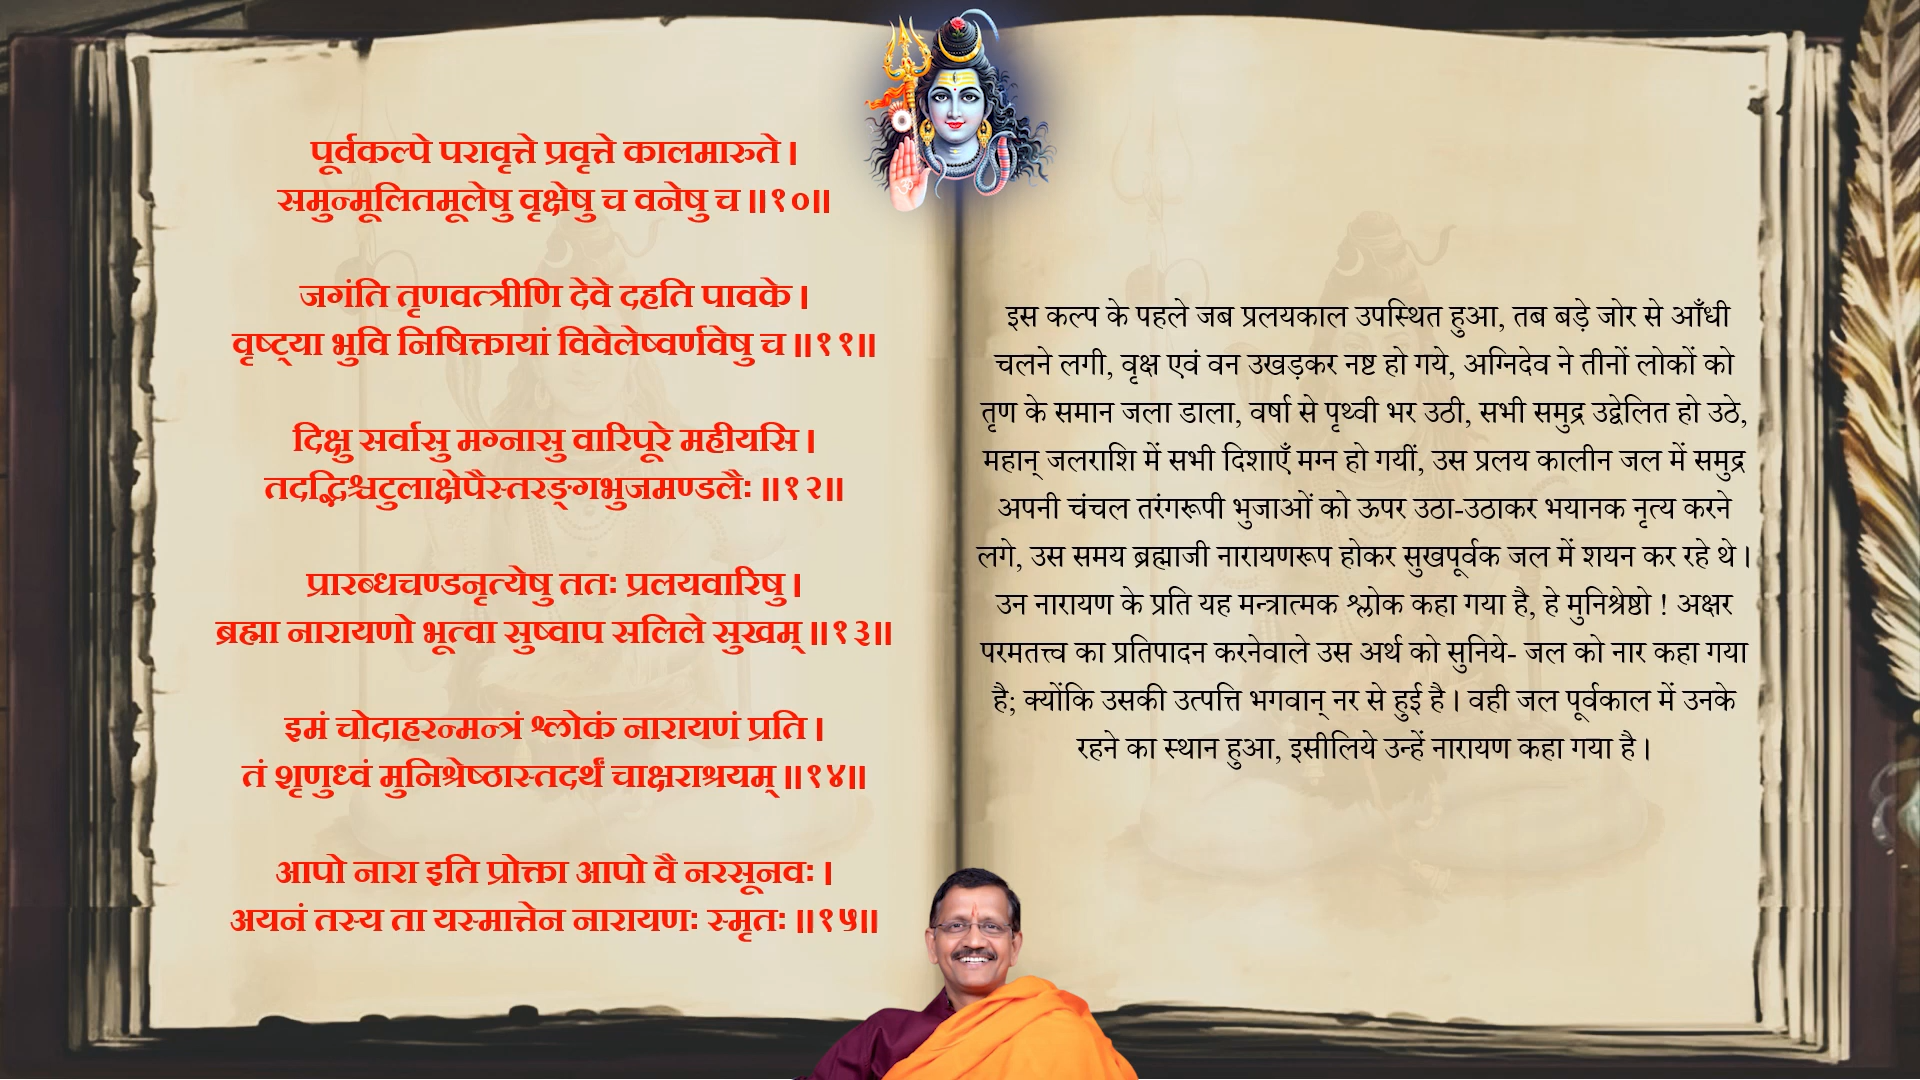 पूर्वकल्पे परावृत्ते प्रवृत्ते कालमारुते ।
समुन्मूलितमूलेषु वृक्षेषु च वनेषु च ॥१०॥
जगंति तृणवत्त्रीणि देवे दहति पावके ।
वृष्ट्या भुवि निषिक्तायां विवेलेष्वर्णवेषु च ॥११॥
दिक्षु सर्वासु मग्नासु वारिपूरे महीयसि ।
तदद्भिश्चटुलाक्षेपैस्तरङ्गभुजमण्डलैः ॥१२॥
प्रारब्धचण्डनृत्येषु ततः प्रलयवारिषु ।
ब्रह्मा नारायणो भूत्वा सुष्वाप सलिले सुखम् ॥१३॥
इमं चोदाहरन्मन्त्रं श्लोकं नारायणं प्रति ।
तं शृणुध्वं मुनिश्रेष्ठास्तदर्थं चाक्षराश्रयम् ॥१४॥
आपो नारा इति प्रोक्ता आपो वै नरसूनवः ।
अयनं तस्य ता यस्मात्तेन नारायणः स्मृतः ॥१५॥
इस कल्प के पहले जब प्रलयकाल उपस्थित हुआ, तब बड़े जोर से आँधी
चलने लगी, वृक्ष एवं वन उखड़कर नष्ट हो गये, अग्निदेव ने तीनों लोकों को
तृण के समान जला डाला, वर्षा से पृथ्वी भर उठी, सभी समुद्र उद्वेलित हो उठे,
महान् जलराशि में सभी दिशाएँ मग्न हो गयीं, उस प्रलय कालीन जल में समुद्र
अपनी चंचल तरंगरूपी भुजाओं को ऊपर उठा-उठाकर भयानक नृत्य करने
लगे, उस समय ब्रह्माजी नारायणरूप होकर सुखपूर्वक जल में शयन कर रहे थे ।
उन नारायण के प्रति यह मन्त्रात्मक श्लोक कहा गया है, हे मुनिश्रेष्ठो ! अक्षर
परमतत्त्व का प्रतिपादन करनेवाले उस अर्थ को सुनिये- जल को नार कहा गया
है; क्योंकि उसकी उत्पत्ति भगवान् नर से हुई है । वही जल पूर्वकाल में उनके
रहने का स्थान हुआ, इसीलिये उन्हें नारायण कहा गया है ।